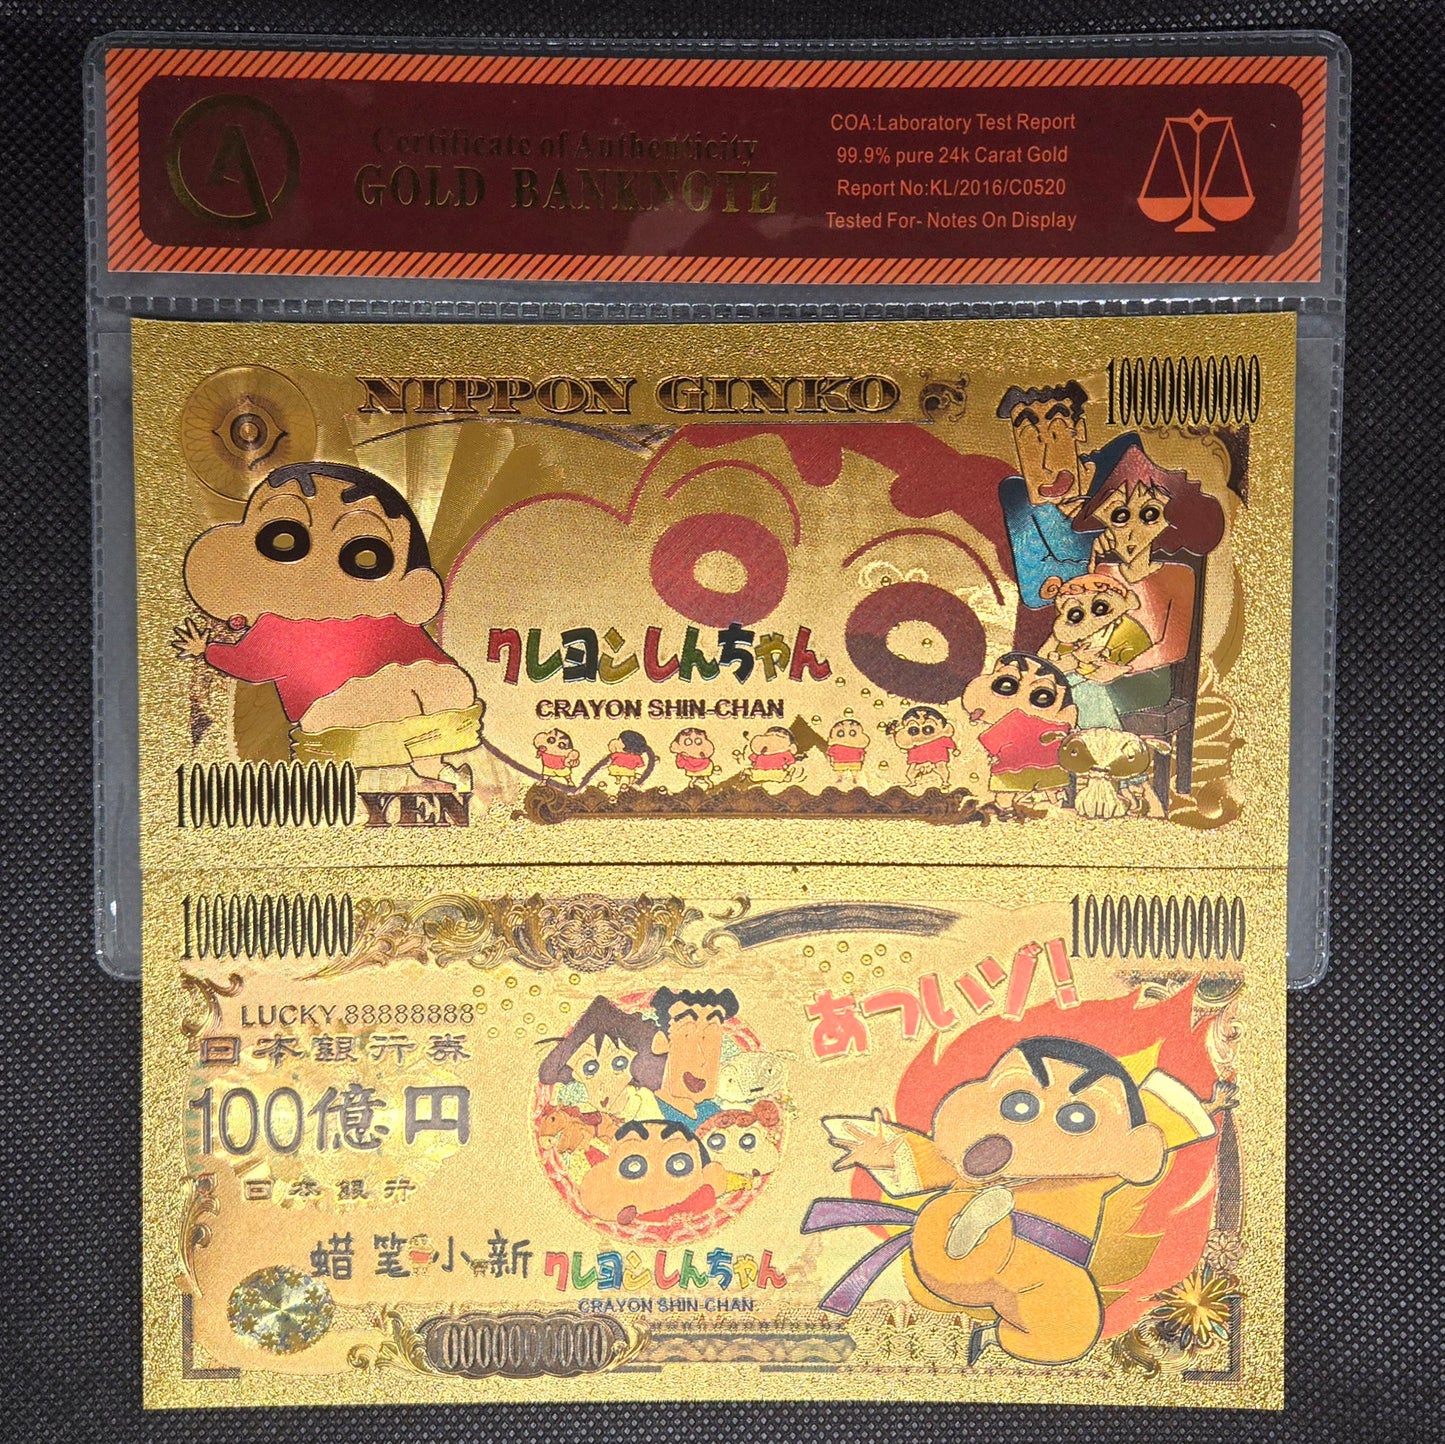 Certificate of Authenticity
GOLD BANKNOTE
COA:Laboratory Test Report
99.9% pure 24k Carat Gold
Report No:KL/2016/C0520
Tested For- Notes On Display
NIPPON GINKO
10000000000
クレヨンしんちゃん
CRAYON SHIN-CHAN
10000000000
YEN
10000000000
10000000000
LUCKY 88888888
日本銀行券
100億円
日本銀行
あついゾ!
蜡笔小新
クレヨンしんちゃん
CRAYON SHIN-CHAN
10000000000